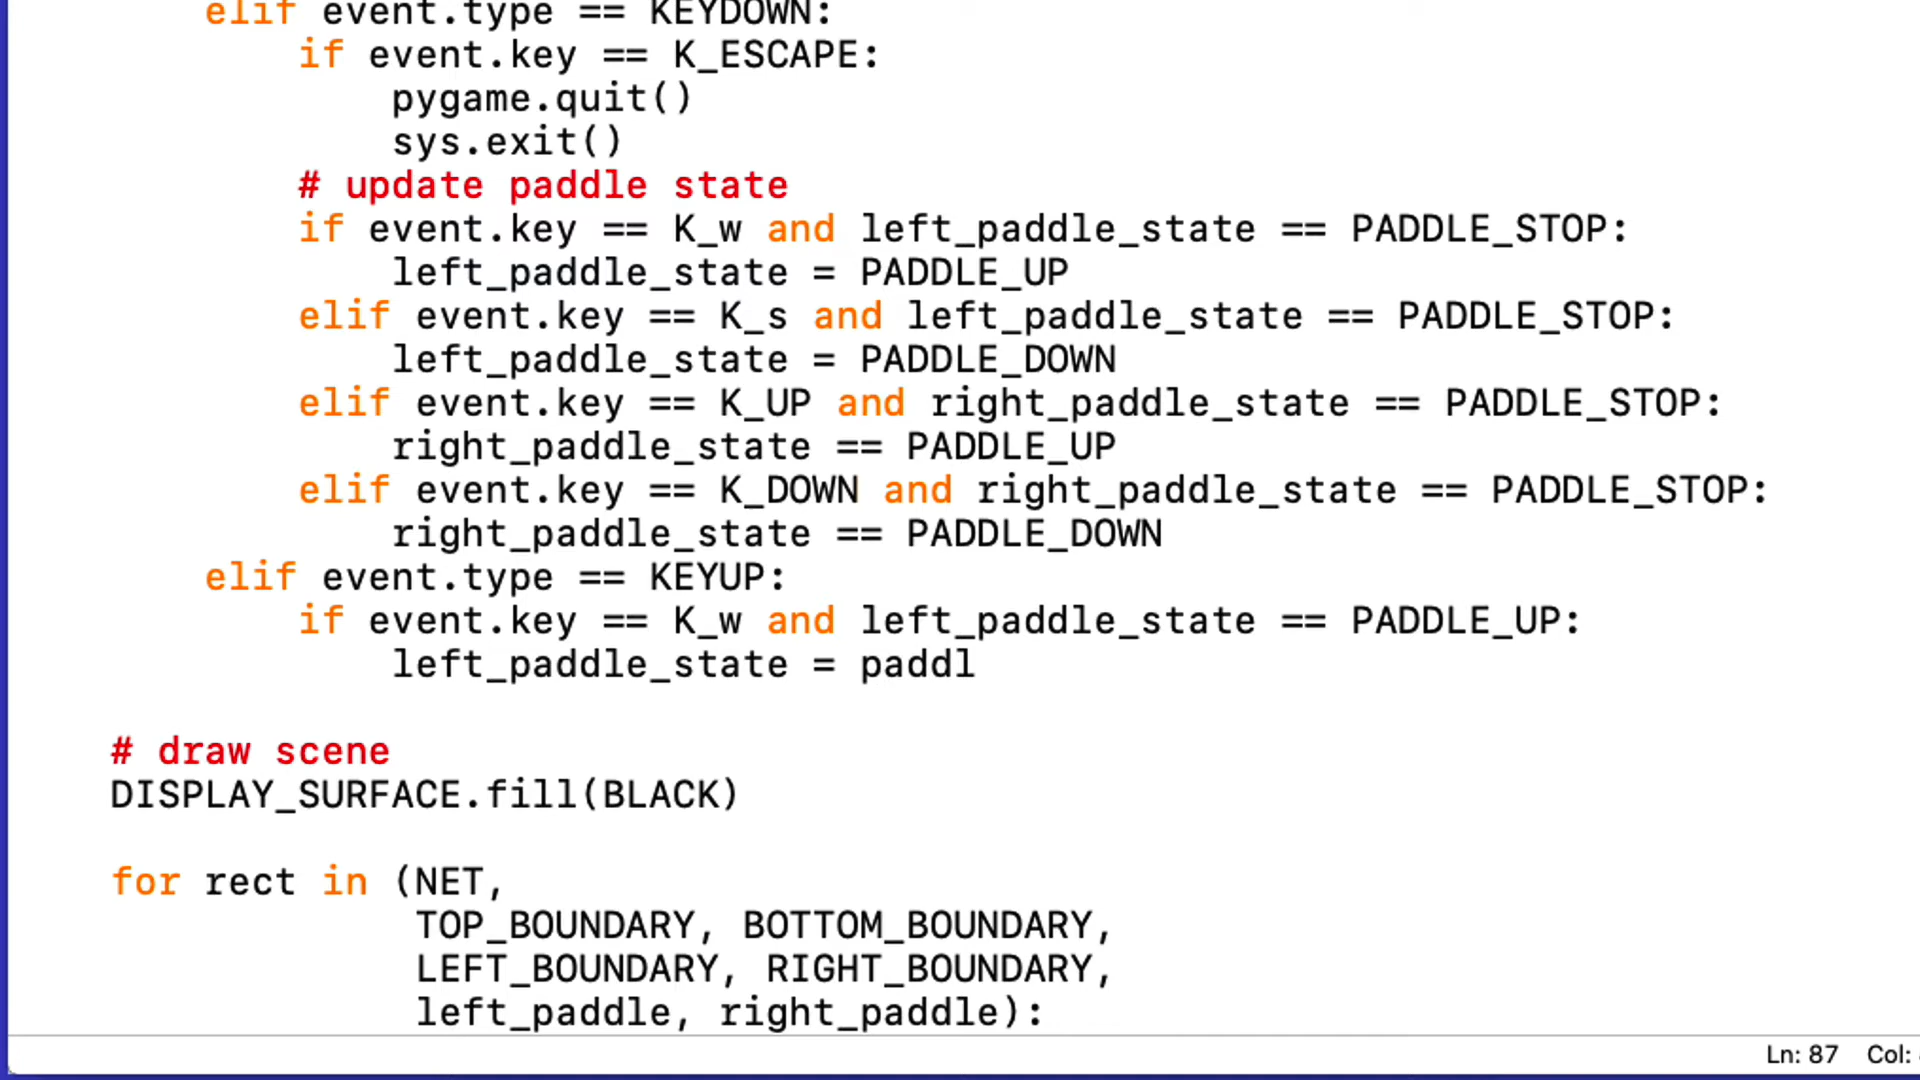 elif event.type == KEYDOWN:
if event.key == K_ESCAPE:
pygame.quit()
sys.exit()
# update paddle state
if event.key == K_w and left_paddle_state == PADDLE_STOP:
left_paddle_state = PADDLE_UP
elif event.key == K_s and left_paddle_state == PADDLE_STOP:
left_paddle_state = PADDLE_DOWN
elif event.key == K_UP and right_paddle_state == PADDLE_STOP:
right_paddle_state == PADDLE_UP
elif event.key == K_DOWN and right_paddle_state == PADDLE_STOP:
right_paddle_state == PADDLE_DOWN
elif event.type == KEYUP:
if event.key == K_w and left_paddle_state == PADDLE_UP:
left_paddle_state = paddl
# draw scene
DISPLAY_SURFACE.fill(BLACK)
for rect in (NET,
TOP_BOUNDARY, BOTTOM_BOUNDARY,
LEFT_BOUNDARY, RIGHT_BOUNDARY,
left_paddle, right_paddle):
Ln: 87 Col: